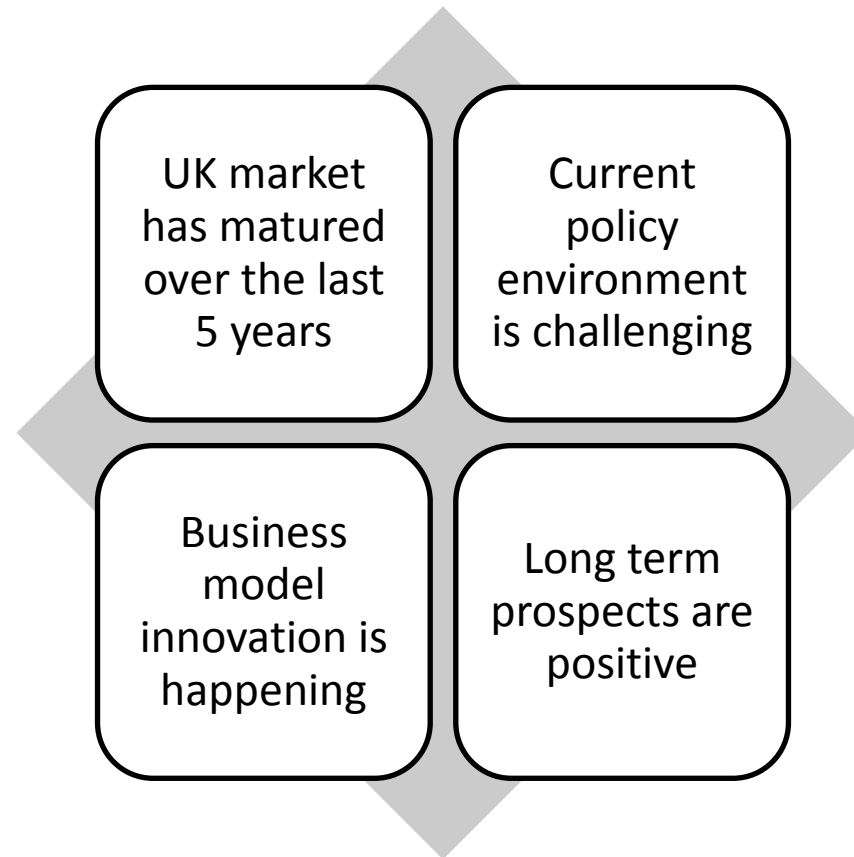 UK market
has matured
over the last
5 years
Current
policy
environment
is challenging
Business
model
innovation is
happening
Long term
prospects are
positive